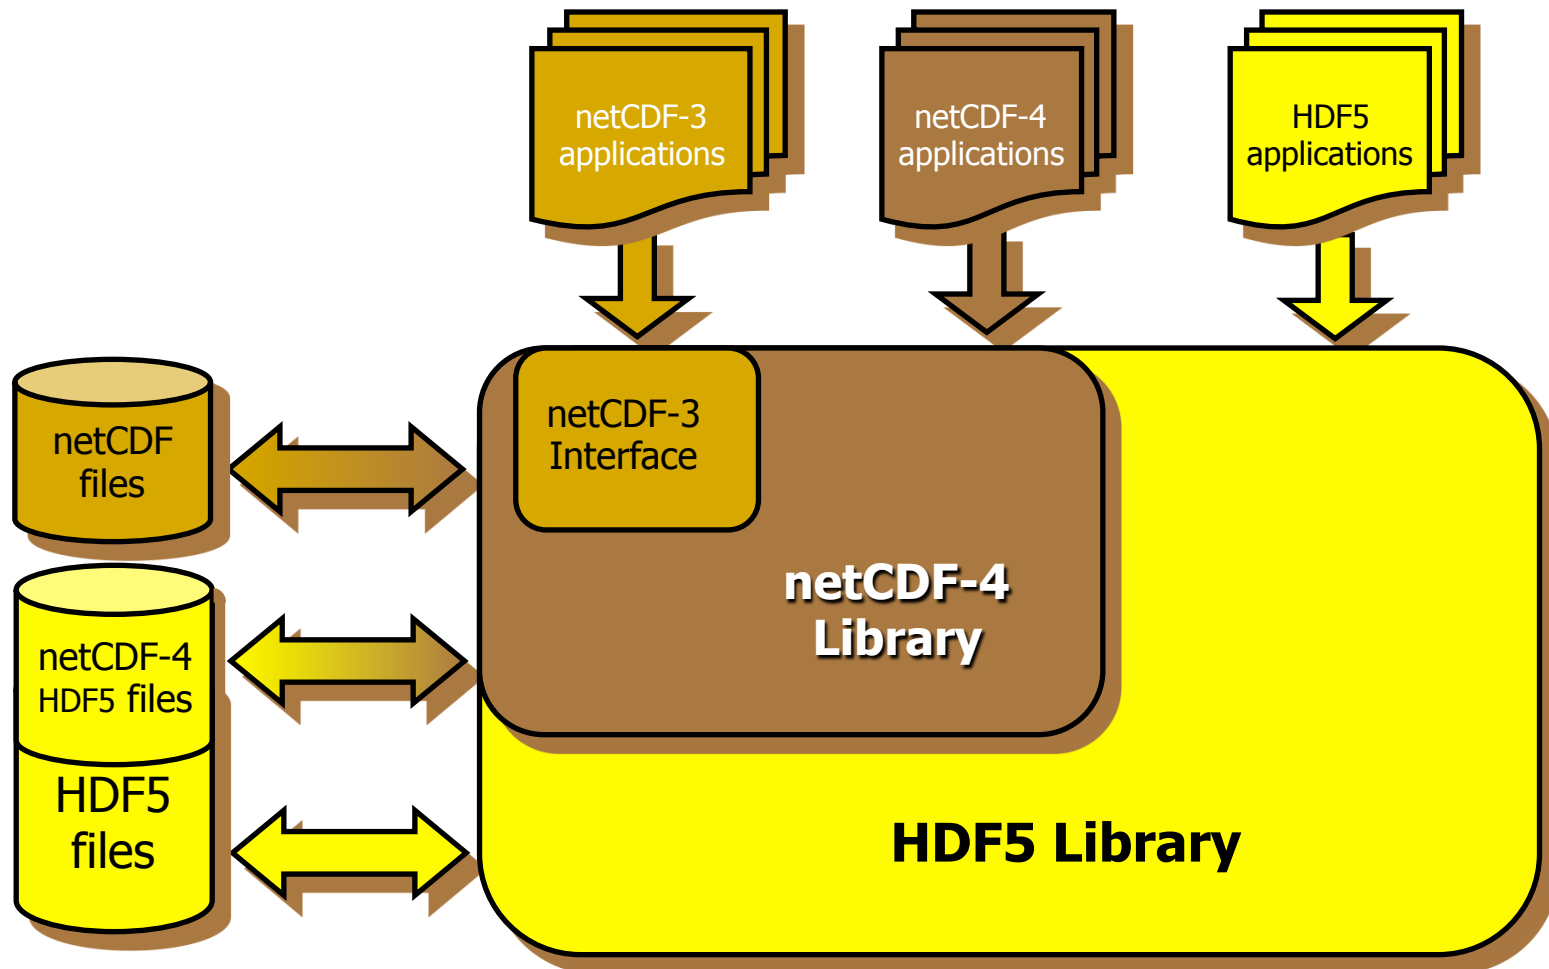 netCDF-3
applications
netCDF-4
applications
HDF5
applications
netCDF
files
netCDF-3
Interface
netCDF-4
Library
netCDF-4
HDF5 files
HDF5
files
HDF5 Library